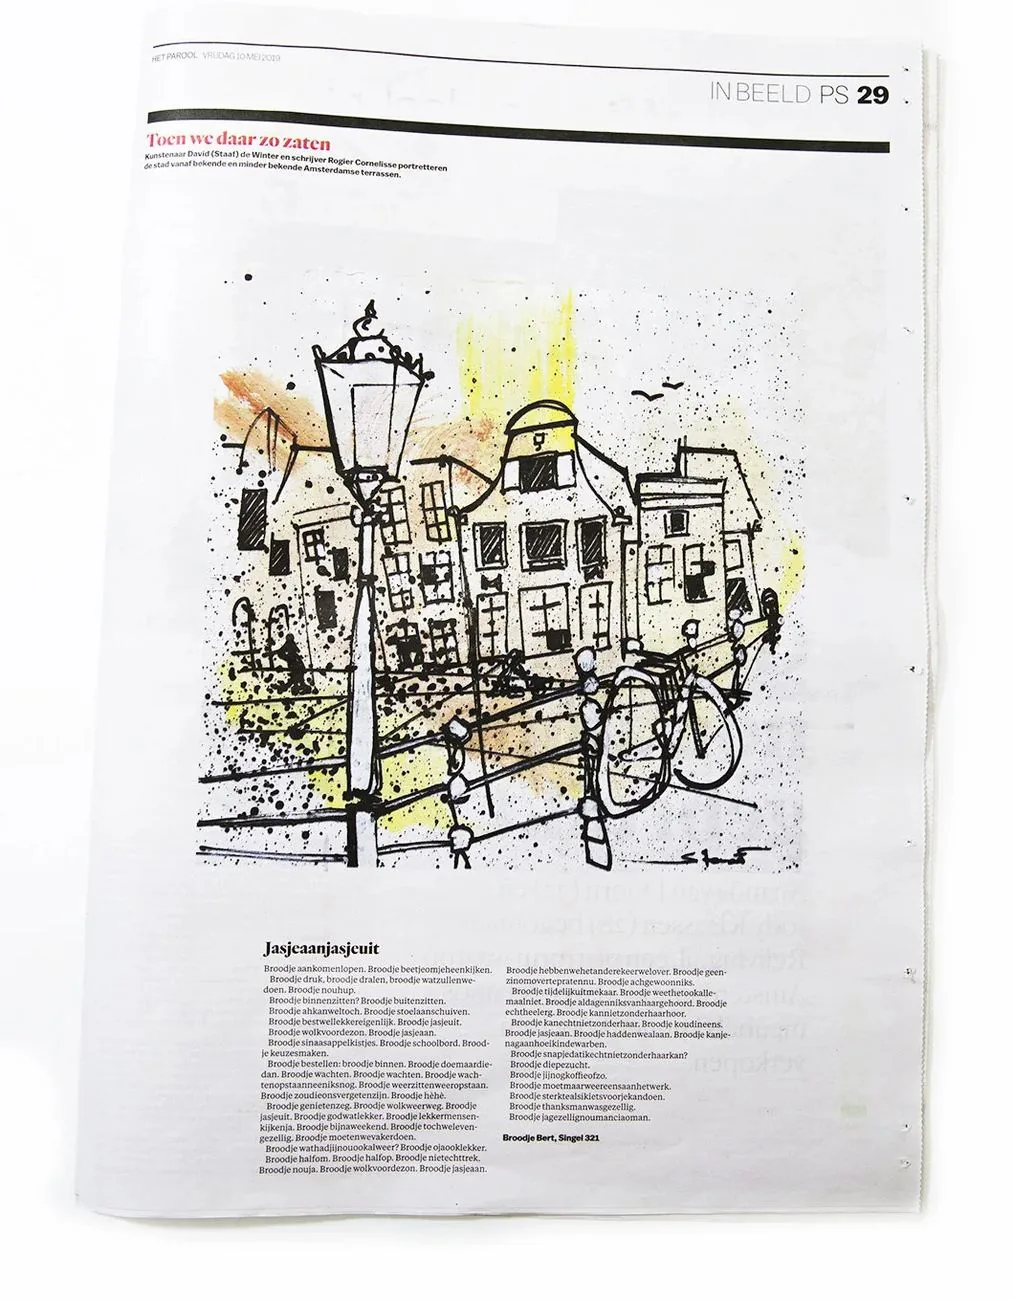 HET PAROOL VRIJDAG 10 MEI 2019
IN BEELD PS 29
Toen we daar zo zaten
Kunstenaar David (Staaf) de Winter en schrijver Rogier Cornelisse portretteren
de stad vanaf bekende en minder bekende Amsterdamse terrassen.
Jasjeaanjasjeuit
Broodje aankomenlopen. Broodje beetjeomjeheenkijken.
Broodje druk, broodje dralen, broodje watzullenwe-
doen. Broodje nouhup.
Broodje binnenzitten? Broodje buitenzitten.
Broodje ahkanweltoch. Broodje stoelaanschuiven.
Broodje bestwellekkereigenlijk. Broodje jasjeuit.
Broodje wolkvoordezon. Broodje jasjeaan.
Broodje sinaasappelkistjes. Broodje schoolbord. Brood-
je keuzesmaken.
Broodje bestellen: broodje binnen. Broodje doemaardie-
dan. Broodje wachten. Broodje wachten. Broodje wach-
tenopstaanneeniksnog. Broodje weerzittenweeropstaan.
Broodje zoudieonsvergetenzijn. Broodje hèhè.
Broodje genietenzeg. Broodje wolkweerweg. Broodje
jasjeuit. Broodje godwatlekker. Broodje lekkermensen-
kijkenja. Broodje bijnaweekend. Broodje tochweleven-
gezellig. Broodje moetenwevakerdoen.
Broodje wathadjijnouookalweer? Broodje ojaooklekker.
Broodje halfom. Broodje halfop. Broodje nietechttrek.
Broodje nouja. Broodje wolkvoordezon. Broodje jasjeaan.
Broodje hebbenwehetanderekeerwelover. Broodje geen-
zinomovertepratennu. Broodje achgewoonniks.
Broodje tijdelijkuitmekaar. Broodje weethetookalle-
maalniet. Broodje aldagenniksvanhaargehoord. Broodje
echtheelerg. Broodje kannietzonderhaarhoor.
Broodje kanechtnietzonderhaar. Broodje koudineens.
Broodje jasjeaan. Broodje haddenwealaan. Broodje kanje-
nagaanhoeikindewarben.
Broodje snapjedatikechtnietzonderhaarkan?
Broodje diepezucht.
Broodje jijnogkoffieofzo.
Broodje moetmaarweereensaanhetwerk.
Broodje sterktealsikietsvoorjekandoen.
Broodje thanksmanwasgezellig.
Broodje jagezellignoumanciaoman.
Broodje Bert, Singel 321